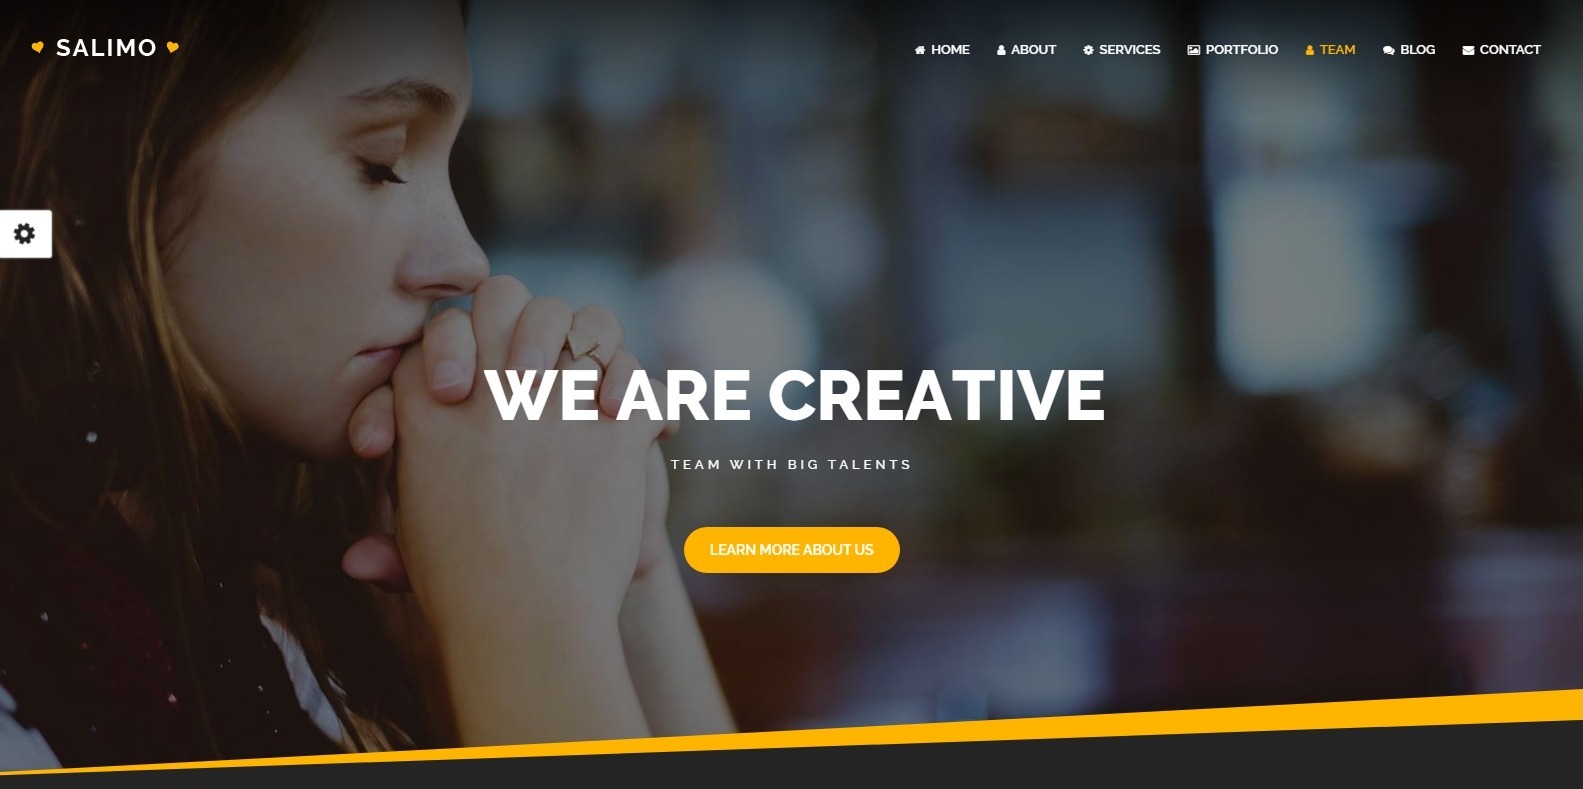 SALIMO
HOME ABOUT SERVICES PORTFOLIO TEAM BLOG CONTACT
WE ARE CREATIVE
TEAM WITH BIG TALENTS
LEARN MORE ABOUT US